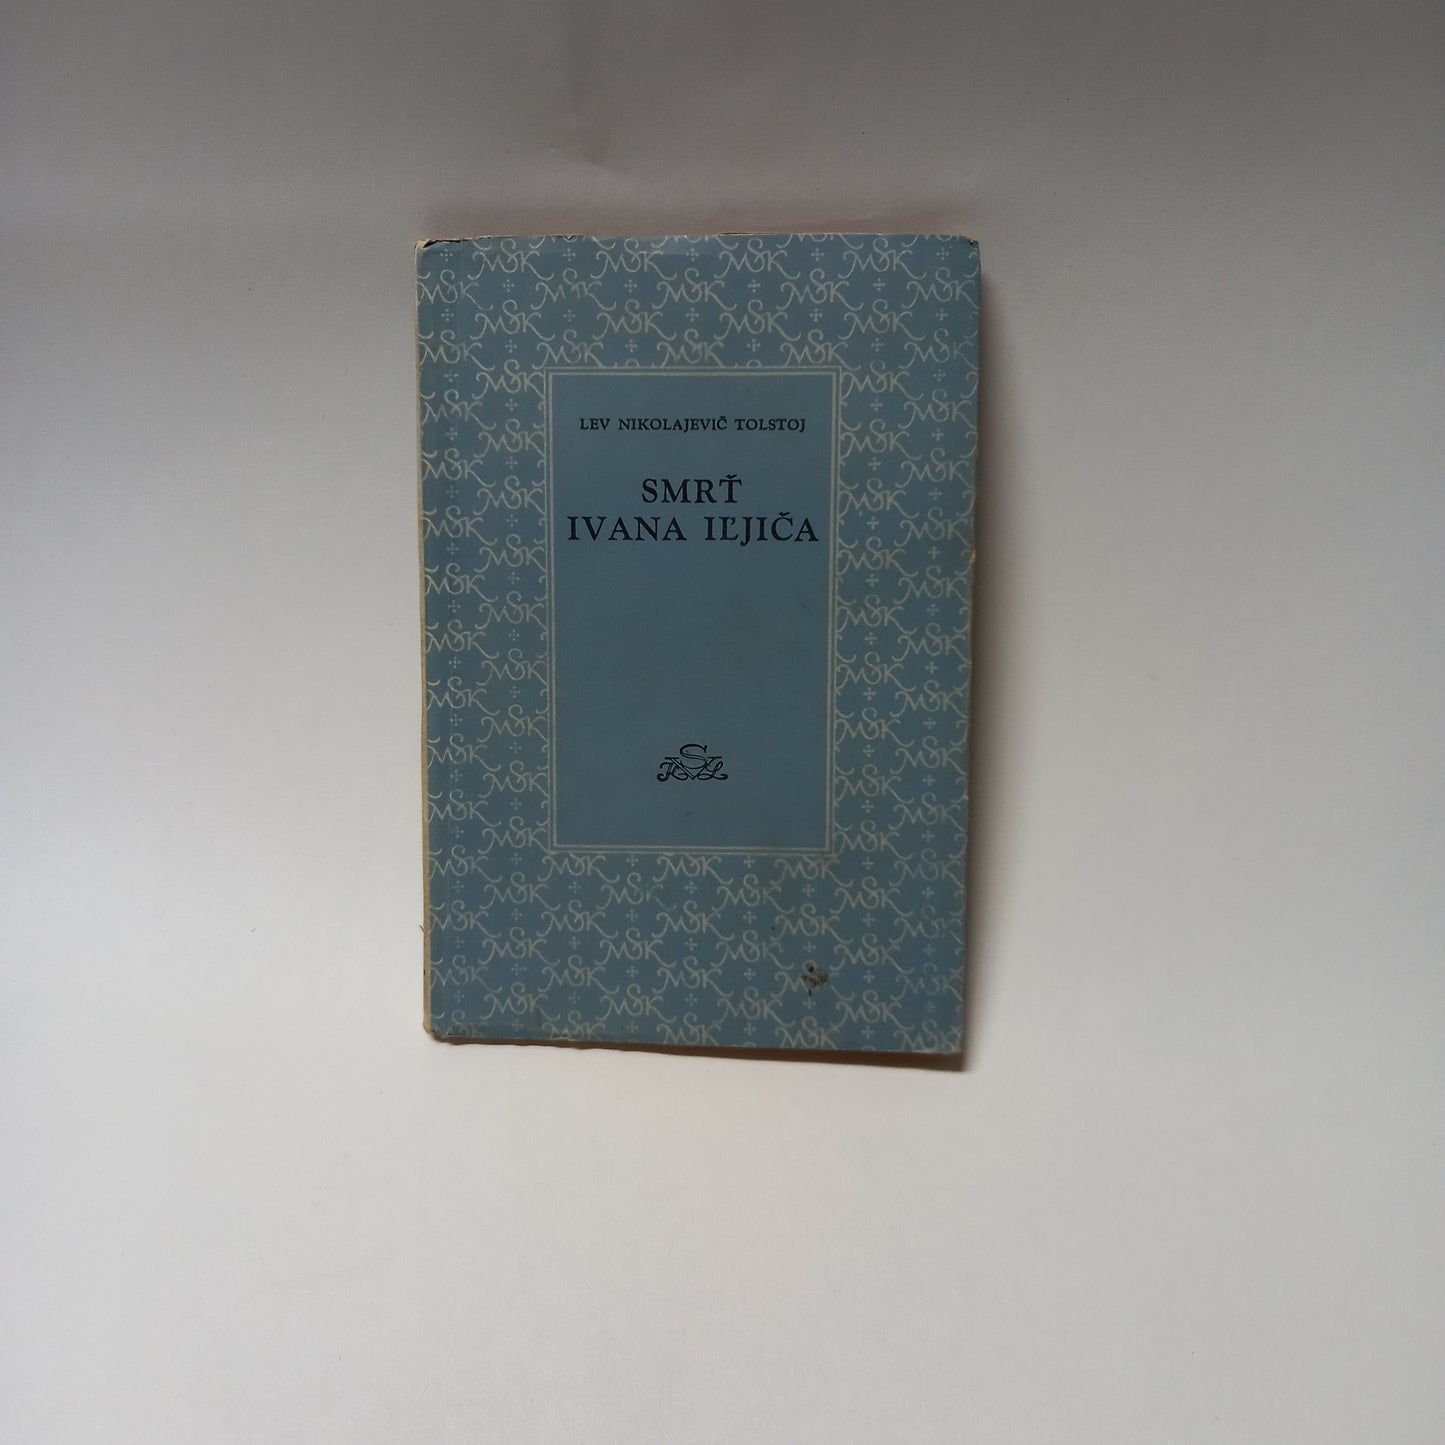 LEV NIKOLAJEVIČ TOLSTOJ
SMRŤ
IVANA IĽJIČA